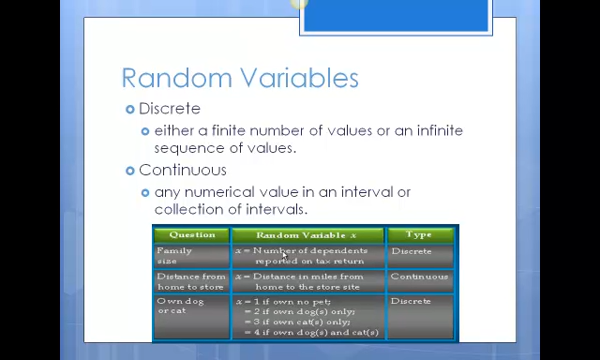 Random Variables
Discrete
either a finite number of values or an infinite
sequence of values.
Continuous
any numerical value in an interval or
collection of intervals.
Question Random Variable x Type
Family x = Number of dependents Discrete
size reported on tax return
Distance from x = Distance in miles from Continuous
home to store home to the store site
Own dog x = 1 if own no pet; Discrete
or cat = 2 if own dog(s) only;
= 3 if own cat(s) only;
= 4 if own dog(s) and cat(s)